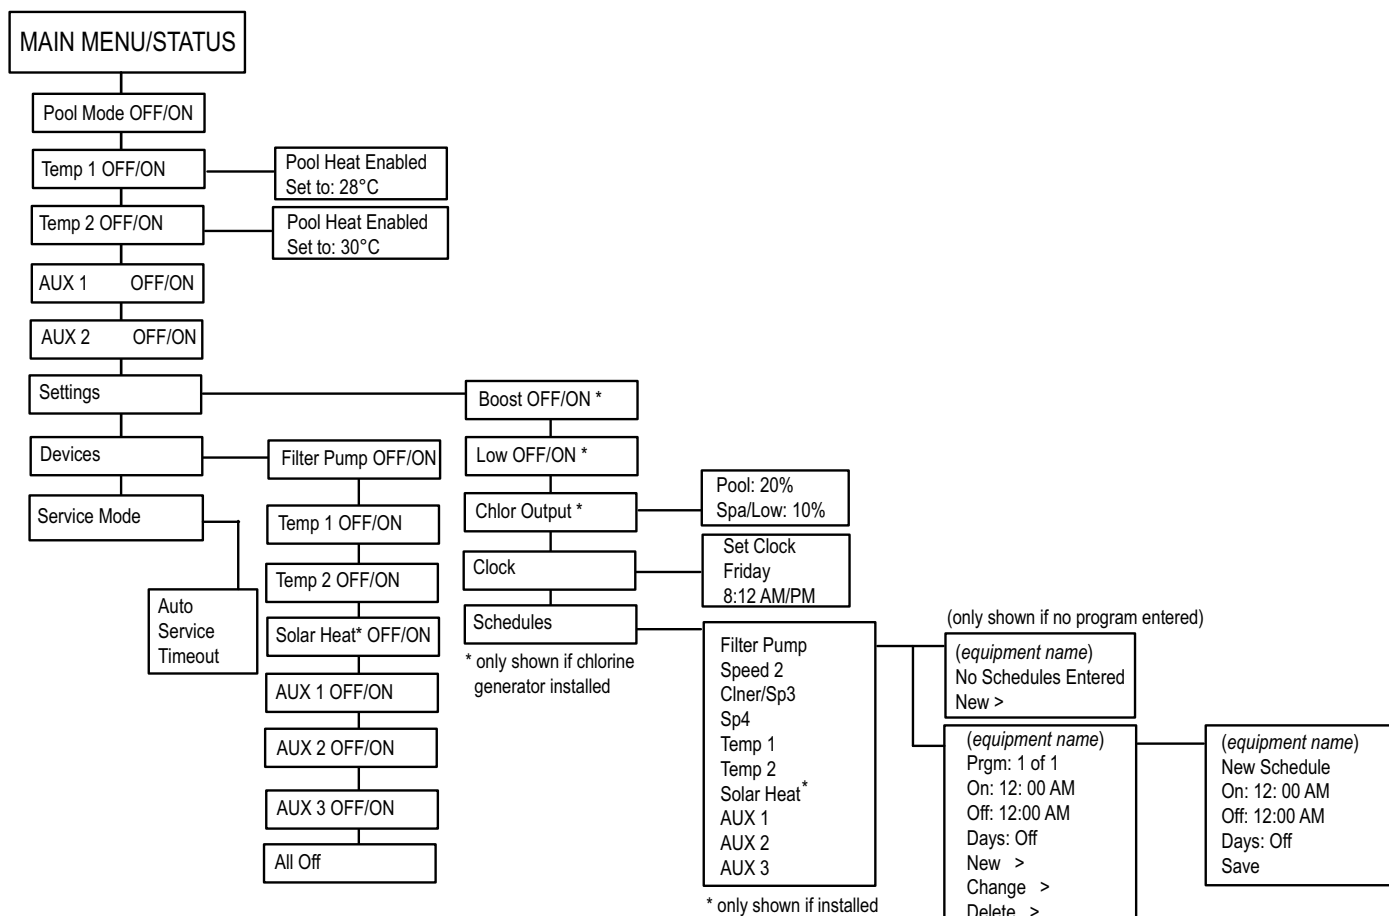 MAIN MENU/STATUS
Pool Mode OFF/ON
Temp 1 OFF/ON
Pool Heat Enabled
Set to: 28°C
Temp 2 OFF/ON
Pool Heat Enabled
Set to: 30°C
AUX 1 OFF/ON
AUX 2 OFF/ON
Settings
Devices
Service Mode
Auto
Service
Timeout
Filter Pump OFF/ON
Temp 1 OFF/ON
Temp 2 OFF/ON
Solar Heat* OFF/ON
AUX 1 OFF/ON
AUX 2 OFF/ON
AUX 3 OFF/ON
All Off
Boost OFF/ON *
Low OFF/ON *
Chlor Output *
Clock
Schedules
* only shown if chlorine
generator installed
Pool: 20%
Spa/Low: 10%
Set Clock
Friday
8:12 AM/PM
Filter Pump
Speed 2
Clner/Sp3
Sp4
Temp 1
Temp 2
Solar Heat*
AUX 1
AUX 2
AUX 3
* only shown if installed
(only shown if no program entered)
(equipment name)
No Schedules Entered
New >
(equipment name)
Prgm: 1 of 1
On: 12: 00 AM
Off: 12:00 AM
Days: Off
New >
Change >
Delete >
(equipment name)
New Schedule
On: 12: 00 AM
Off: 12:00 AM
Days: Off
Save